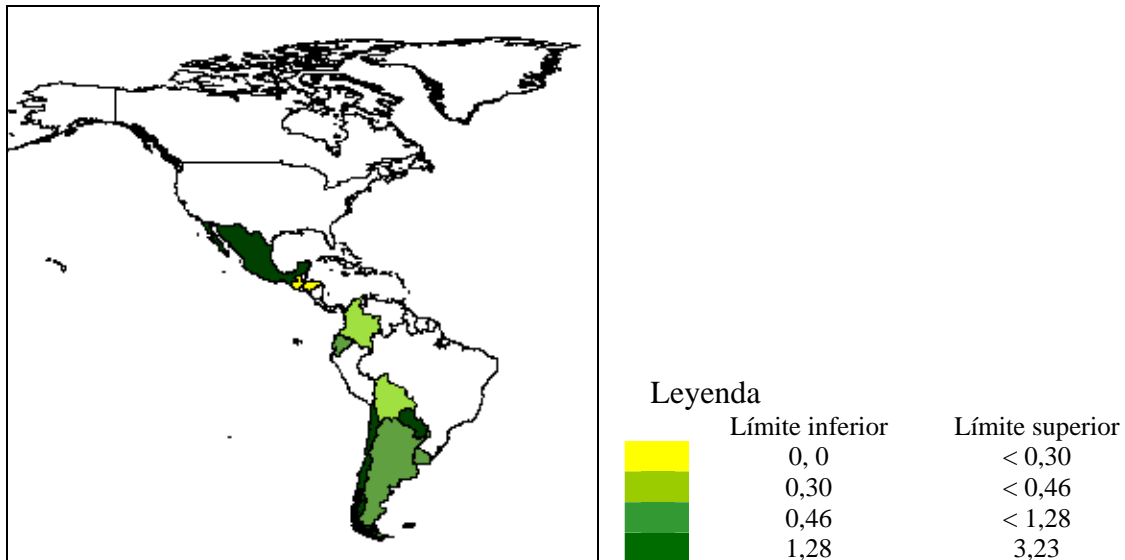 Leyenda
Límite inferior Límite superior
0, 0 < 0,30
0,30 < 0,46
0,46 < 1,28
1,28 3,23